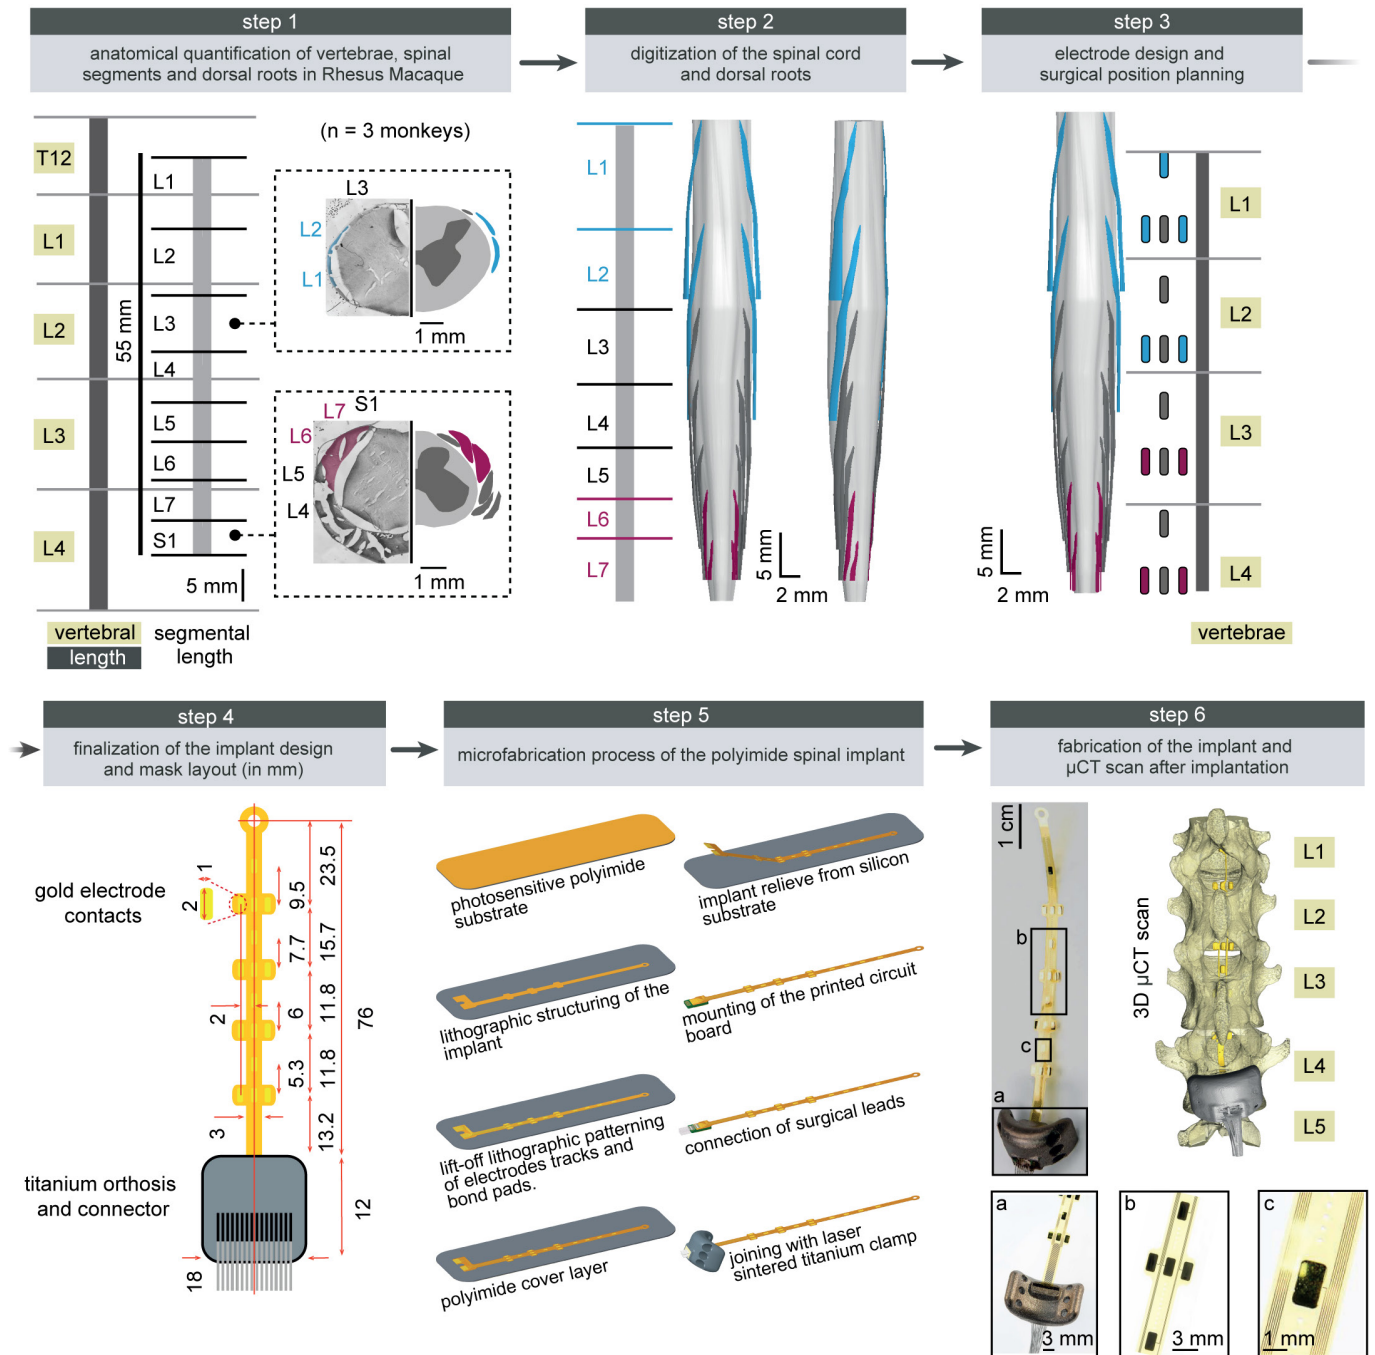 step 1
anatomical quantification of vertebrae, spinal
segments and dorsal roots in Rhesus Macaque
step 2
digitization of the spinal cord
and dorsal roots
step 3
electrode design and
surgical position planning
(n = 3 monkeys)
T12
L1
L2
L3
L4
55 mm
L1
L2
L3
L4
L5
L6
L7
S1
5 mm
vertebral
length
segmental
length
L3
L2
L1
1 mm
S1
L7
L6
L5
L4
1 mm
L1
L2
L3
L4
L5
L6
L7
5 mm
2 mm
5 mm
2 mm
L1
L2
L3
L4
vertebrae
step 4
finalization of the implant design
and mask layout (in mm)
step 5
microfabrication process of the polyimide spinal implant
step 6
fabrication of the implant and
µCT scan after implantation
gold electrode
contacts
1
2
9.5
23.5
7.7
15.7
2
6
11.8
76
5.3
11.8
3
13.2
titanium orthosis
and connector
12
18
photosensitive polyimide
substrate
implant relieve from silicon
substrate
lithographic structuring of the
implant
mounting of the printed circuit
board
lift-off lithographic patterning
of electrodes tracks and
bond pads.
connection of surgical leads
polyimide cover layer
joining with laser
sintered titanium clamp
1 cm
b
c
a
3D µCT scan
L1
L2
L3
L4
L5
a
3 mm
b
3 mm
c
1 mm